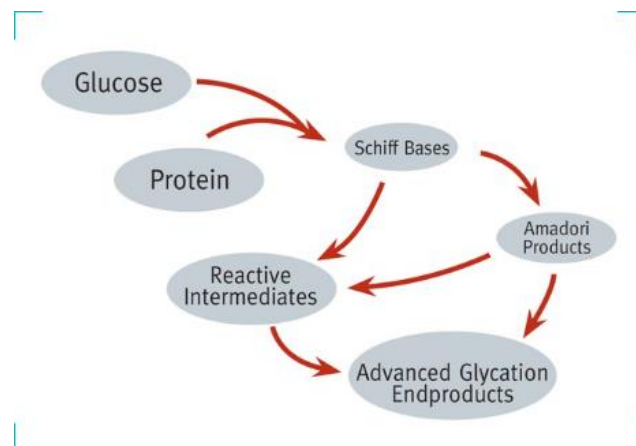 Glucose
Protein
Schiff Bases
Amadori
Products
Reactive
Intermediates
Advanced Glycation
Endproducts